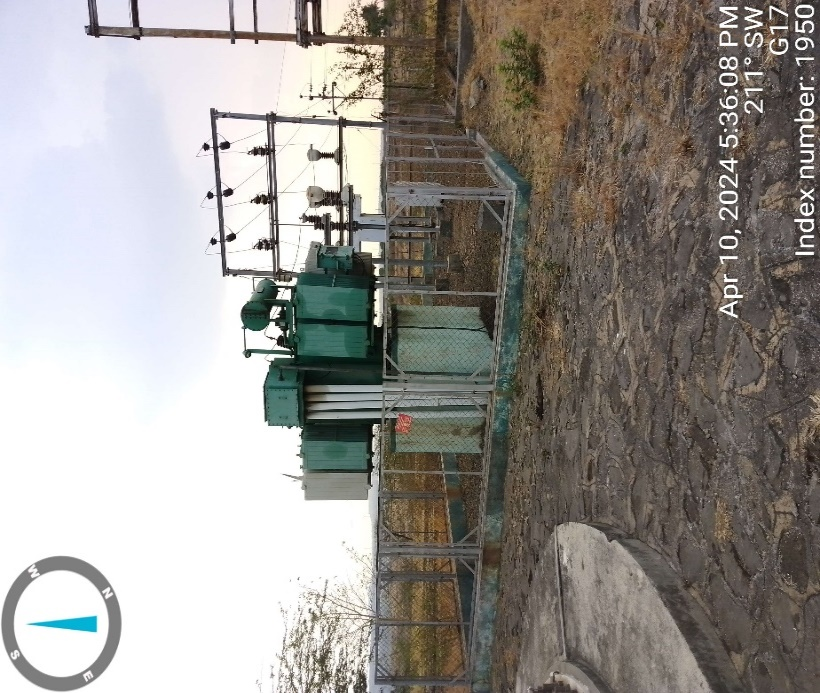 Apr 10, 2024 5:36:08 PM
211° SW
G17
Index number: 1950
N
E
S
W